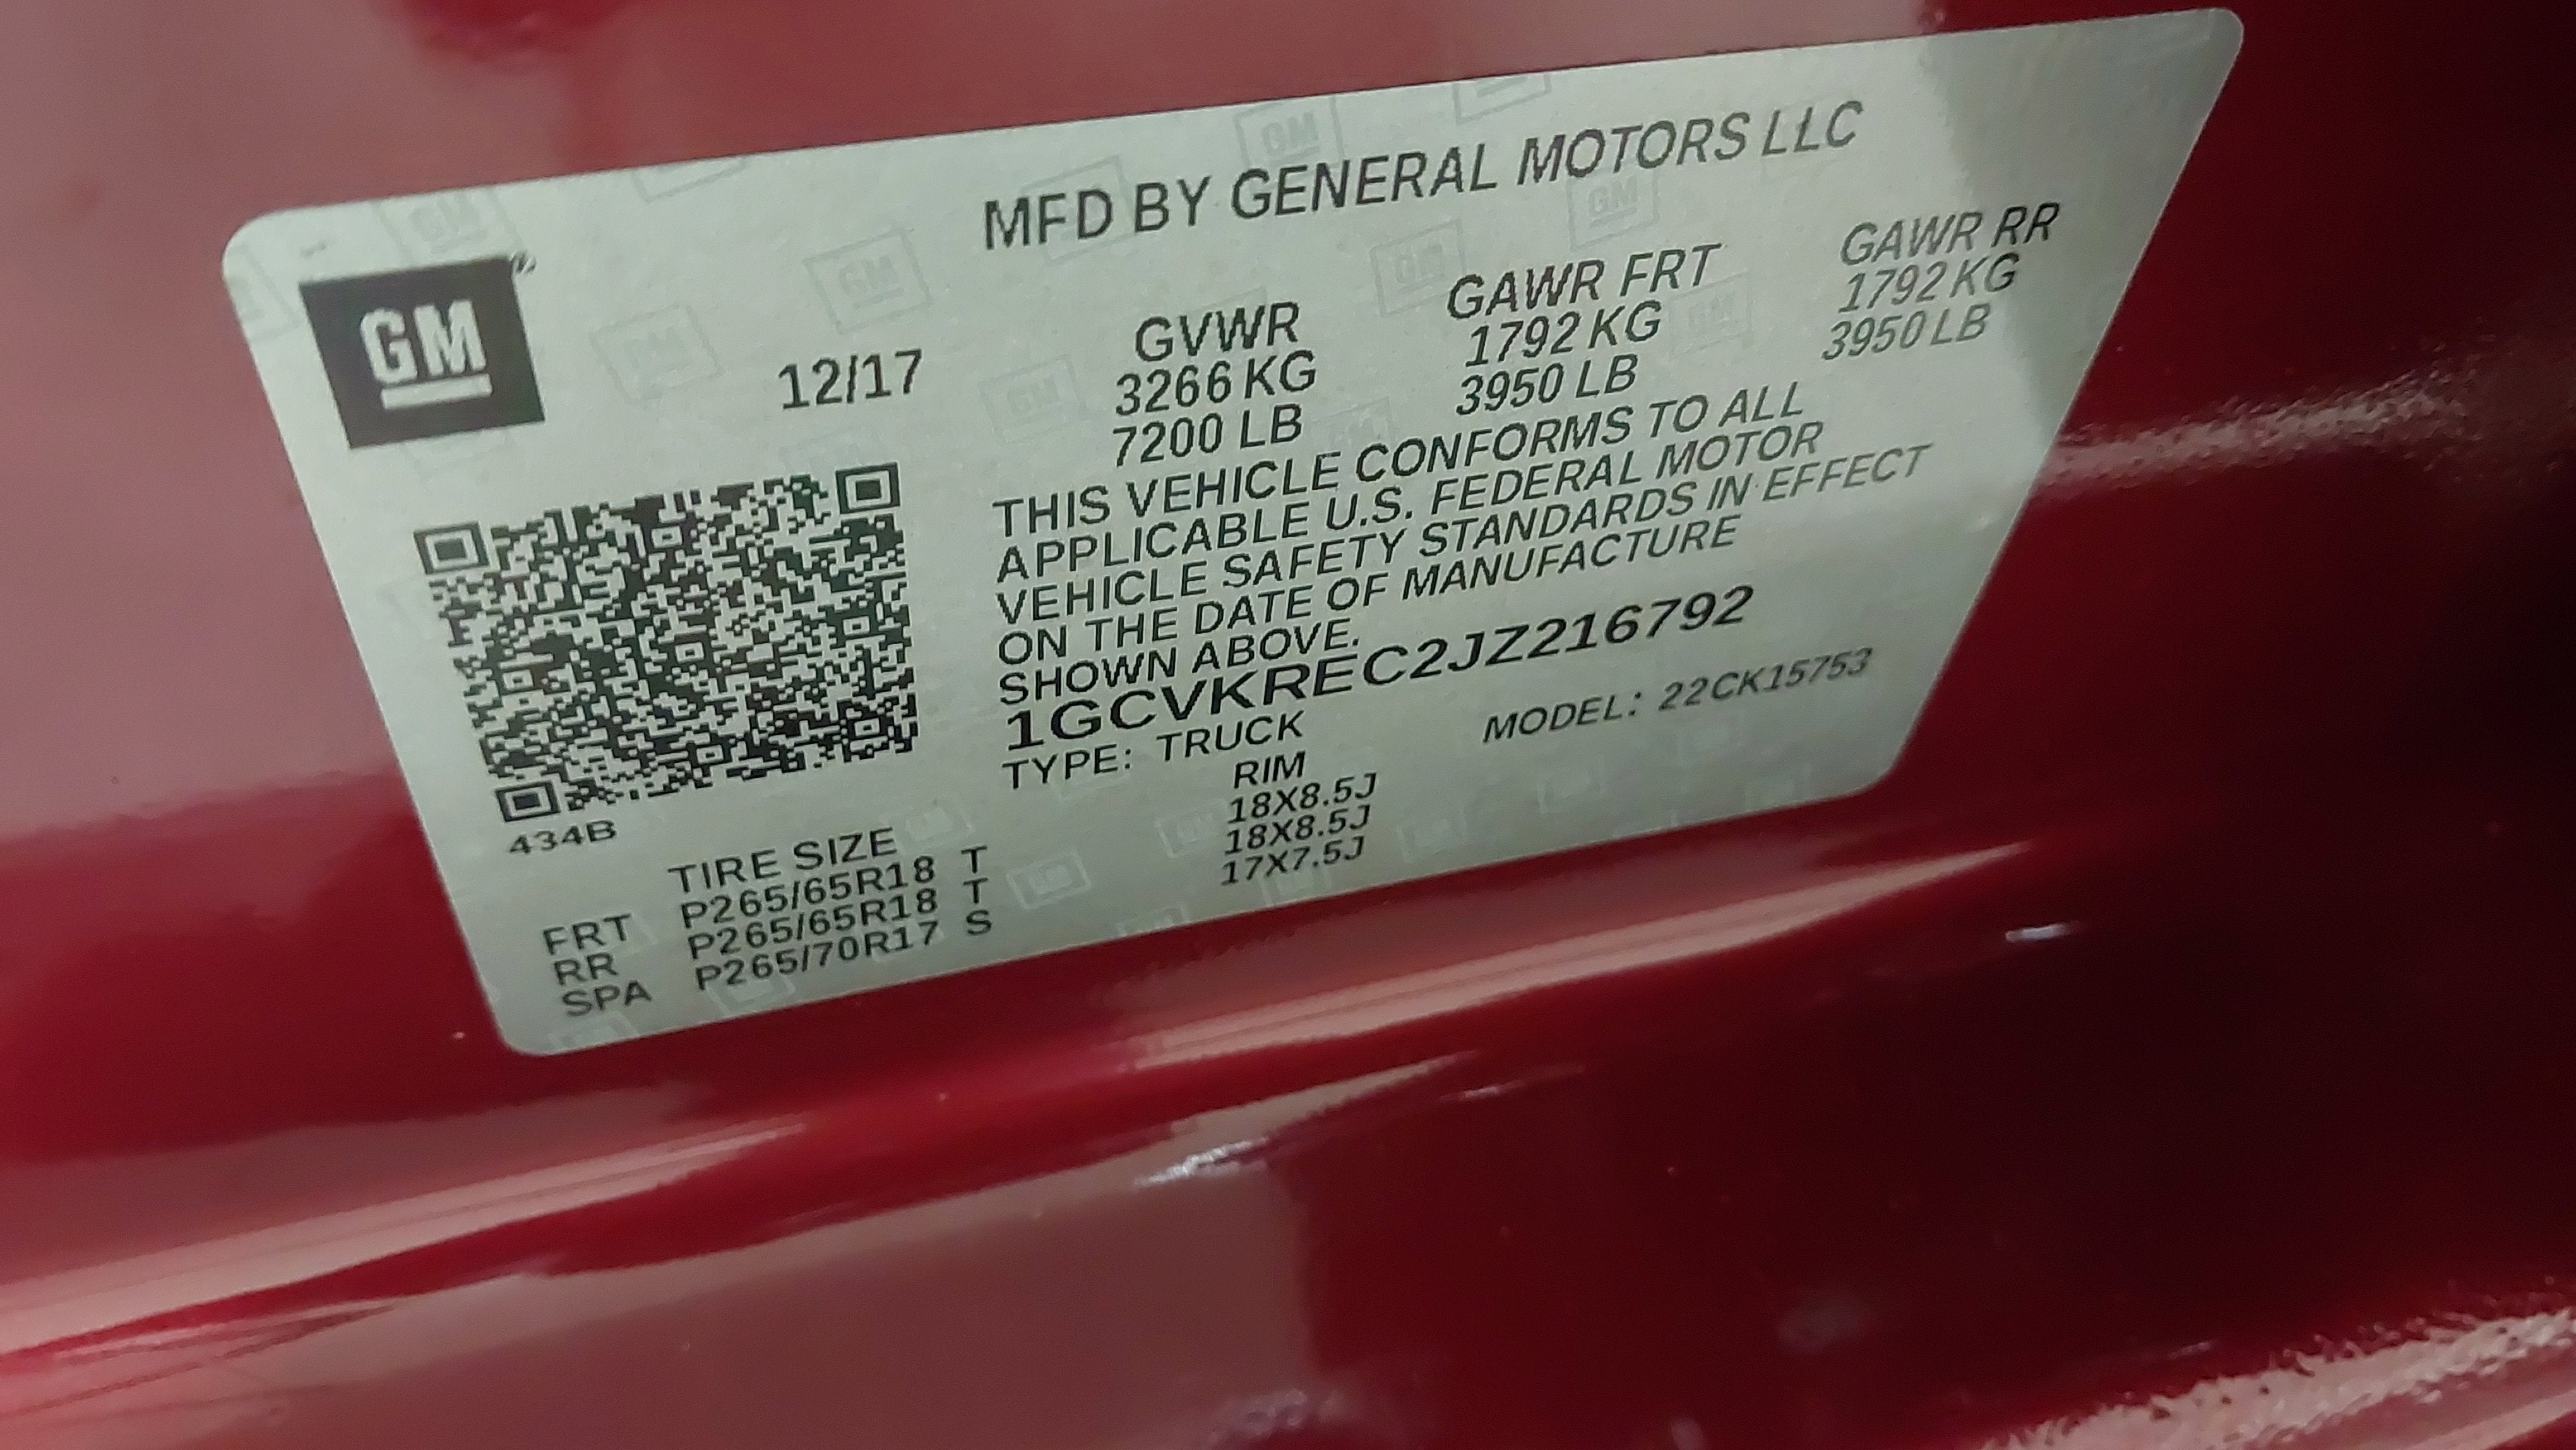 MFD BY GENERAL MOTORS LLC
GM
12/17
GVWR
3266 KG
7200 LB
GAWR FRT
1792 KG
3950 LB
GAWR RR
1792 KG
3950 LB
THIS VEHICLE CONFORMS TO ALL
APPLICABLE U.S. FEDERAL MOTOR
VEHICLE SAFETY STANDARDS IN EFFECT
ON THE DATE OF MANUFACTURE
SHOWN ABOVE.
1GCVKREC2JZ216792
TYPE: TRUCK MODEL: 22CK15753
434B
TIRE SIZE RIM
FRT P265/65R18 T 18X8.5J
RR P265/65R18 T 18X8.5J
SPA P265/70R17 S 17X7.5J